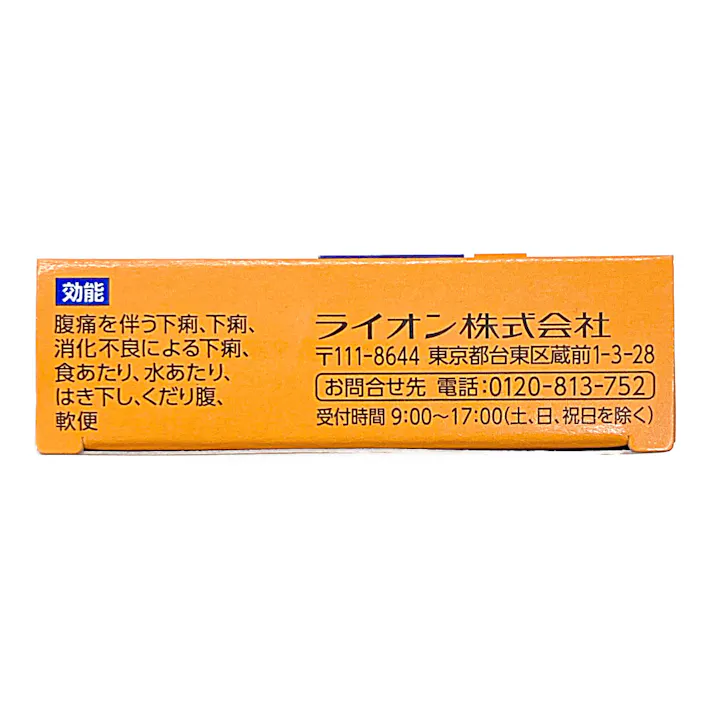 効能
腹痛を伴う下痢、下痢、
消化不良による下痢、
食あたり、水あたり、
はき下し、くだり腹、
軟便
ライオン株式会社
〒111-8644 東京都台東区蔵前1-3-28
お問合せ先 電話:0120-813-752
受付時間 9:00～17:00(土、日、祝日を除く)